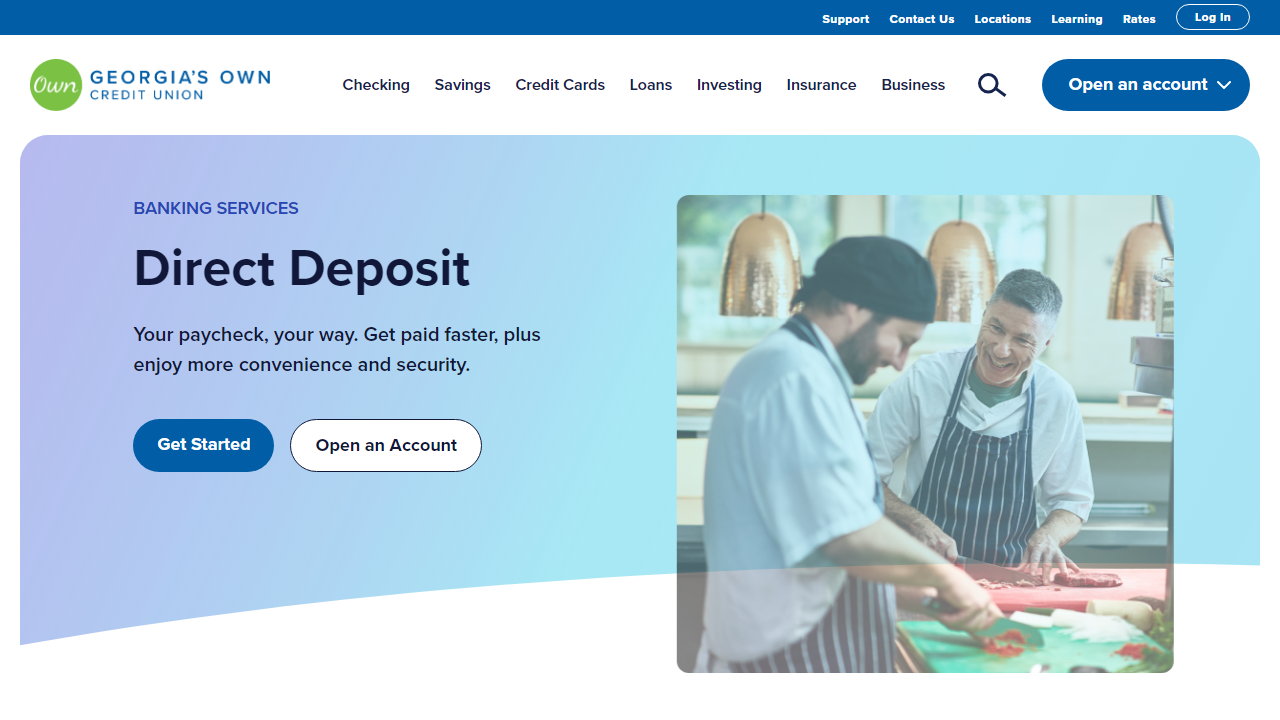 Support Contact Us Locations Learning Rates Log In
Own GEORGIA'S OWN
CREDIT UNION
Checking Savings Credit Cards Loans Investing Insurance Business Open an account
BANKING SERVICES
Direct Deposit
Your paycheck, your way. Get paid faster, plus
enjoy more convenience and security.
Get Started Open an Account